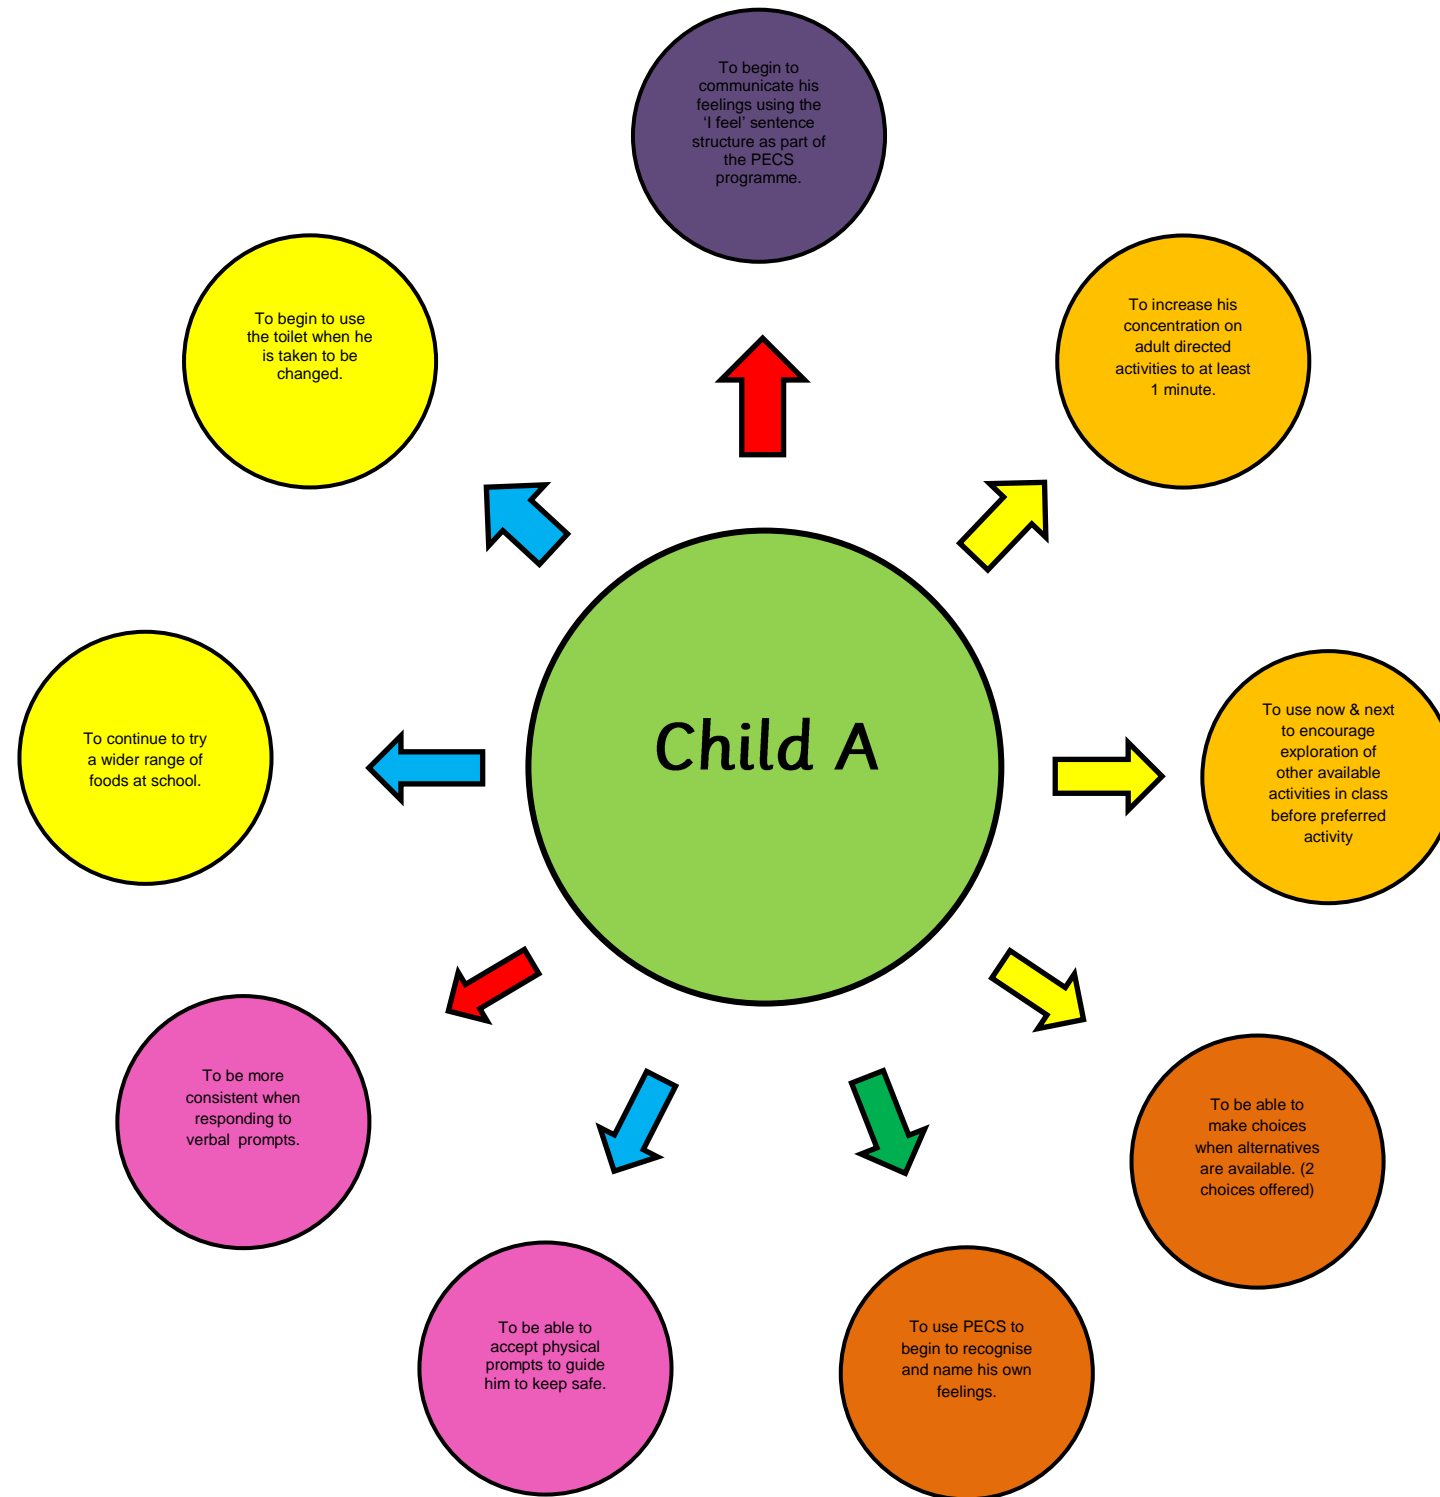 To begin to
communicate his
feelings using the
‘I feel’ sentence
structure as part of
the PECS
programme.
To increase his
concentration on
adult directed
activities to at least
1 minute.
To use now & next
to encourage
exploration of
other available
activities in class
before preferred
activity
To be able to
make choices
when alternatives
are available. (2
choices offered)
To use PECS to
begin to recognise
and name his own
feelings.
To be able to
accept physical
prompts to guide
him to keep safe.
To be more
consistent when
responding to
verbal  prompts.
To continue to try
a wider range of
foods at school.
To begin to use
the toilet when he
is taken to be
changed.
Child A